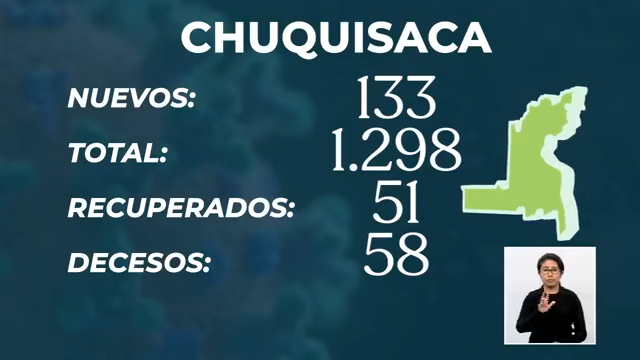 CHUQUISACA
NUEVOS: 133
TOTAL: 1.298
RECUPERADOS: 51
DECESOS: 58